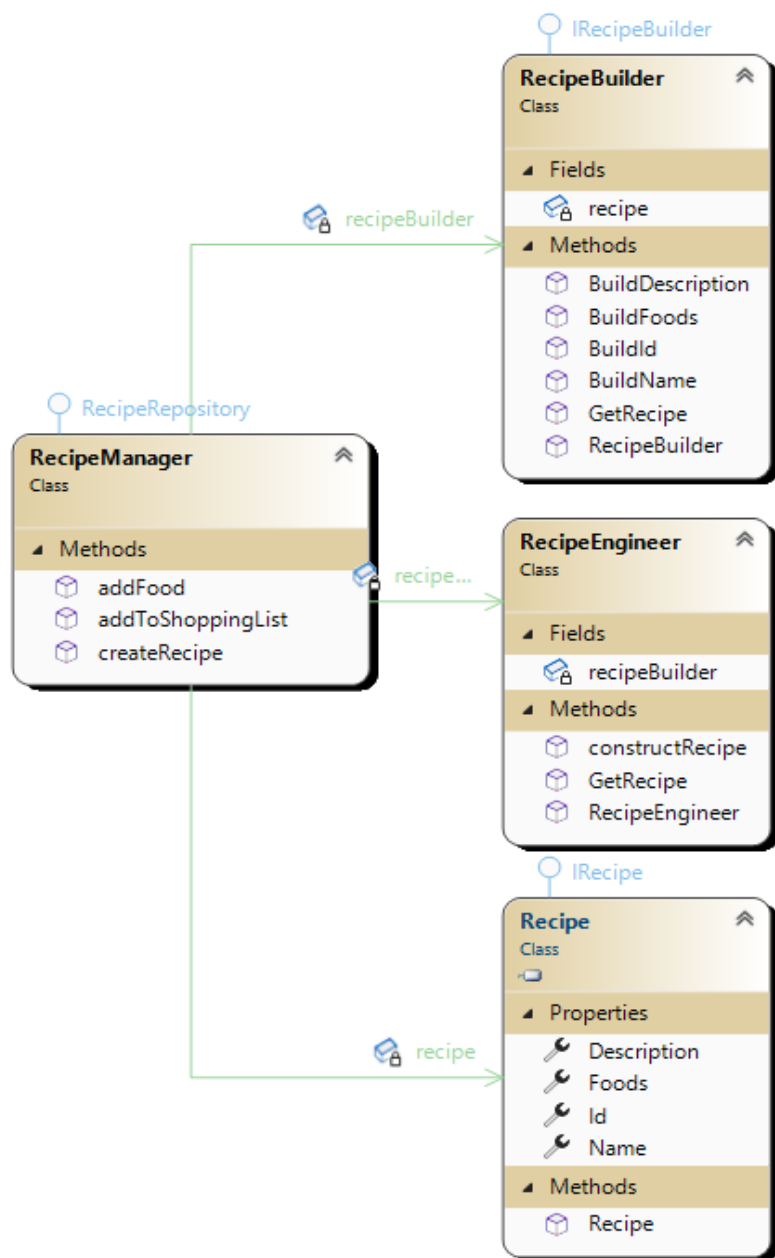 IRecipeBuilder
RecipeBuilder
Class
Fields
recipe
Methods
BuildDescription
BuildFoods
BuildId
BuildName
GetRecipe
RecipeBuilder
recipeBuilder
RecipeRepository
RecipeManager
Class
Methods
addFood
addToShoppingList
createRecipe
recipe...
RecipeEngineer
Class
Fields
recipeBuilder
Methods
constructRecipe
GetRecipe
RecipeEngineer
IRecipe
Recipe
Class
Properties
Description
Foods
Id
Name
Methods
Recipe
recipe